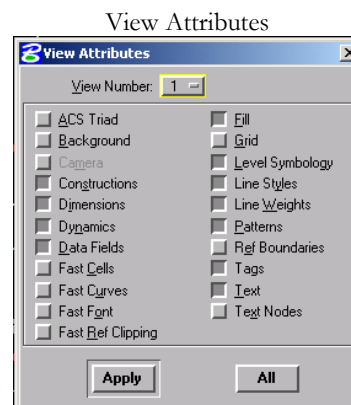 View Attributes
View Attributes
View Number: 1
ACS Triad
Background
Camera
Constructions
Dimensions
Dynamics
Data Fields
Fast Cells
Fast Curves
Fast Font
Fast Ref Clipping
Fill
Grid
Level Symbology
Line Styles
Line Weights
Patterns
Ref Boundaries
Tags
Text
Text Nodes
Apply All